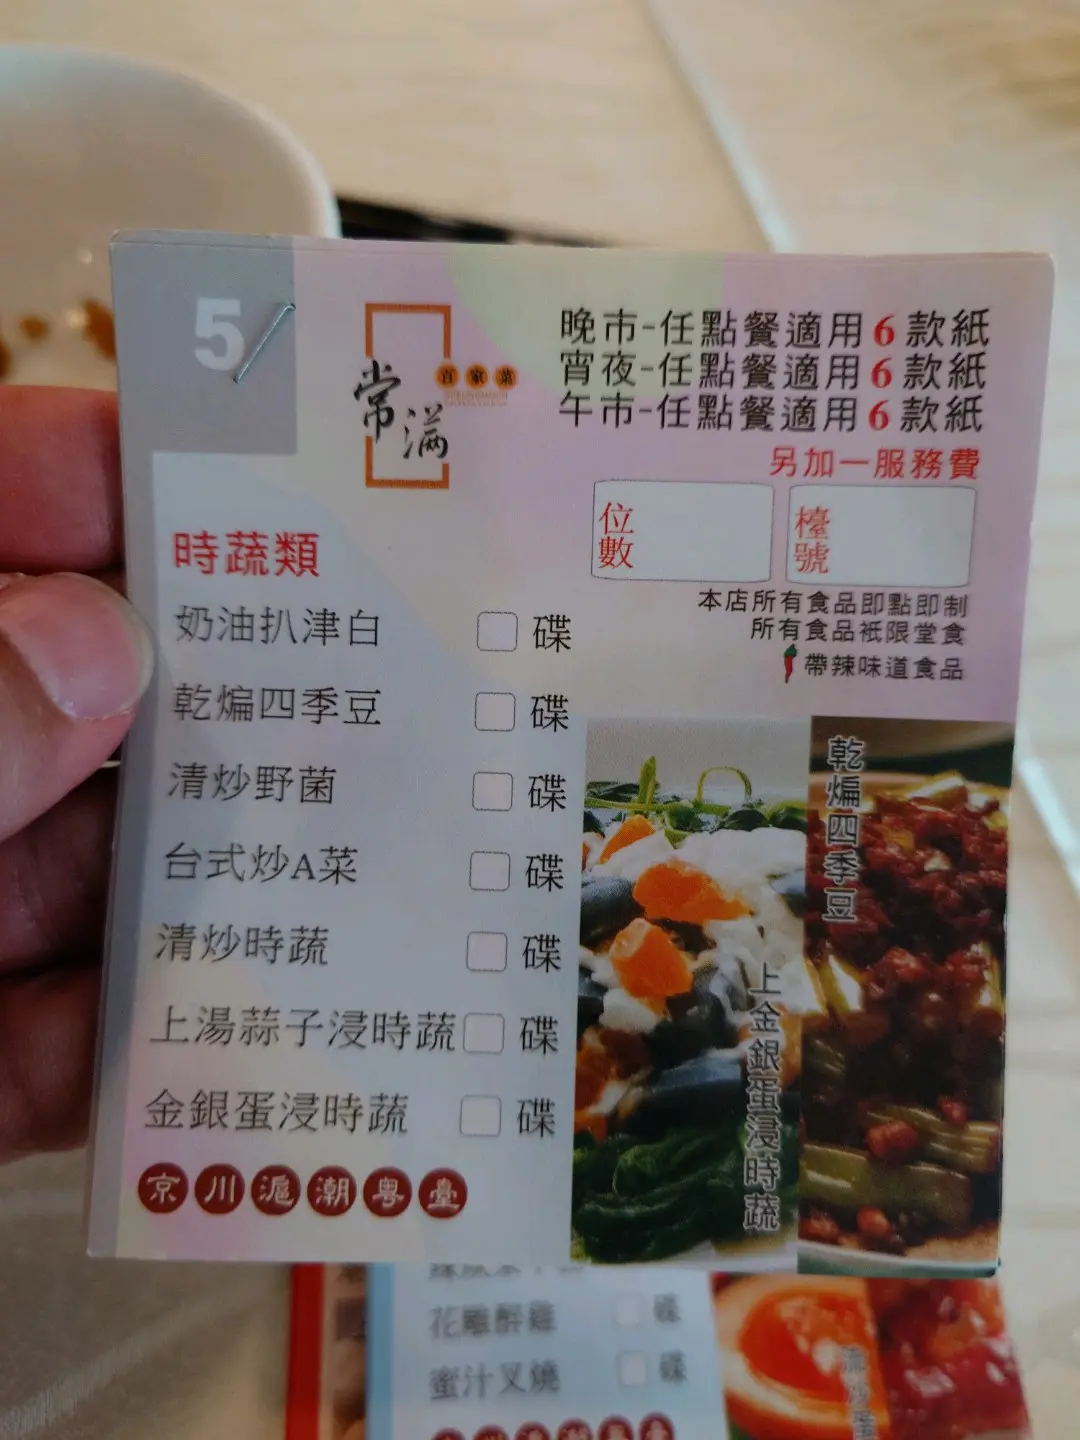 5
常滿
百家菜
晚市-任點餐適用6款紙
宵夜-任點餐適用6款紙
午市-任點餐適用6款紙
另加一服務費
位數
檯號
本店所有食品即點即制
所有食品衹限堂食
帶辣味道食品
時蔬類
奶油扒津白 碟
乾煸四季豆 碟
清炒野菌 碟
台式炒A菜 碟
清炒時蔬 碟
上湯蒜子浸時蔬 碟
金銀蛋浸時蔬 碟
京川滬潮粤臺
乾煸四季豆
上金銀蛋浸時蔬
花雕醉雞 碟
蜜汁叉燒 碟